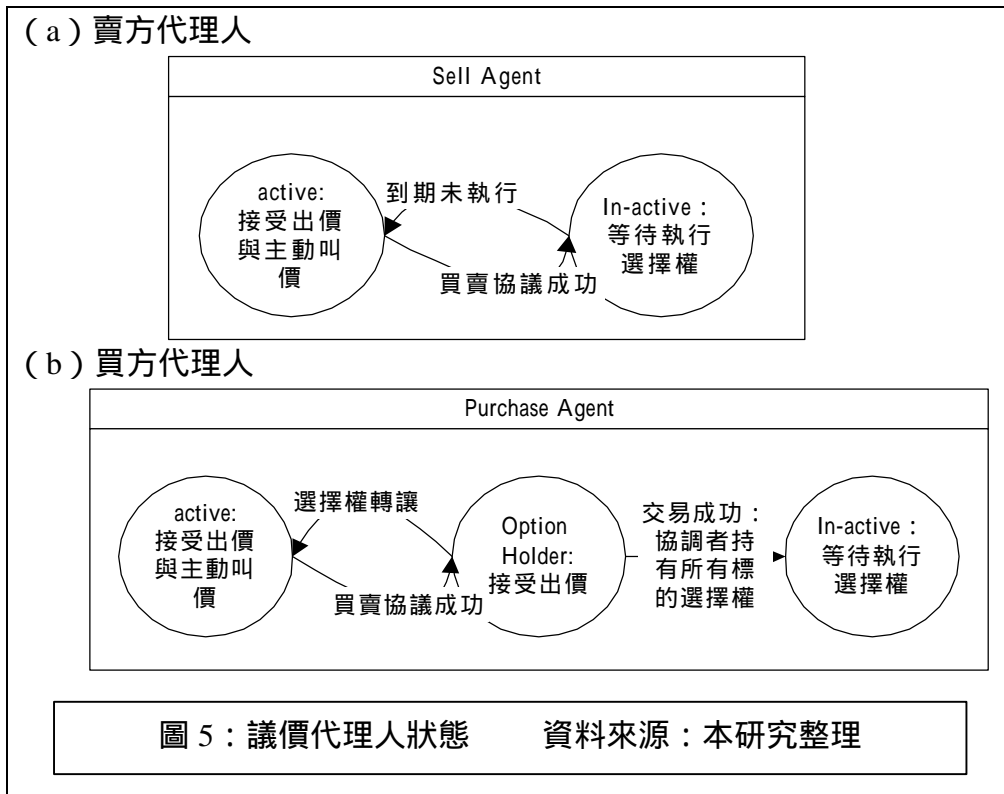 （a）賣方代理人
Sell Agent
active:
接受出價
與主動叫
價
到期未執行
買賣協議成功
In-active：
等待執行
選擇權
（b）買方代理人
Purchase Agent
active:
接受出價
與主動叫
價
選擇權轉讓
買賣協議成功
Option
Holder:
接受出價
交易成功：
協調者持
有所有標
的選擇權
In-active：
等待執行
選擇權
圖 5：議價代理人狀態 資料來源：本研究整理